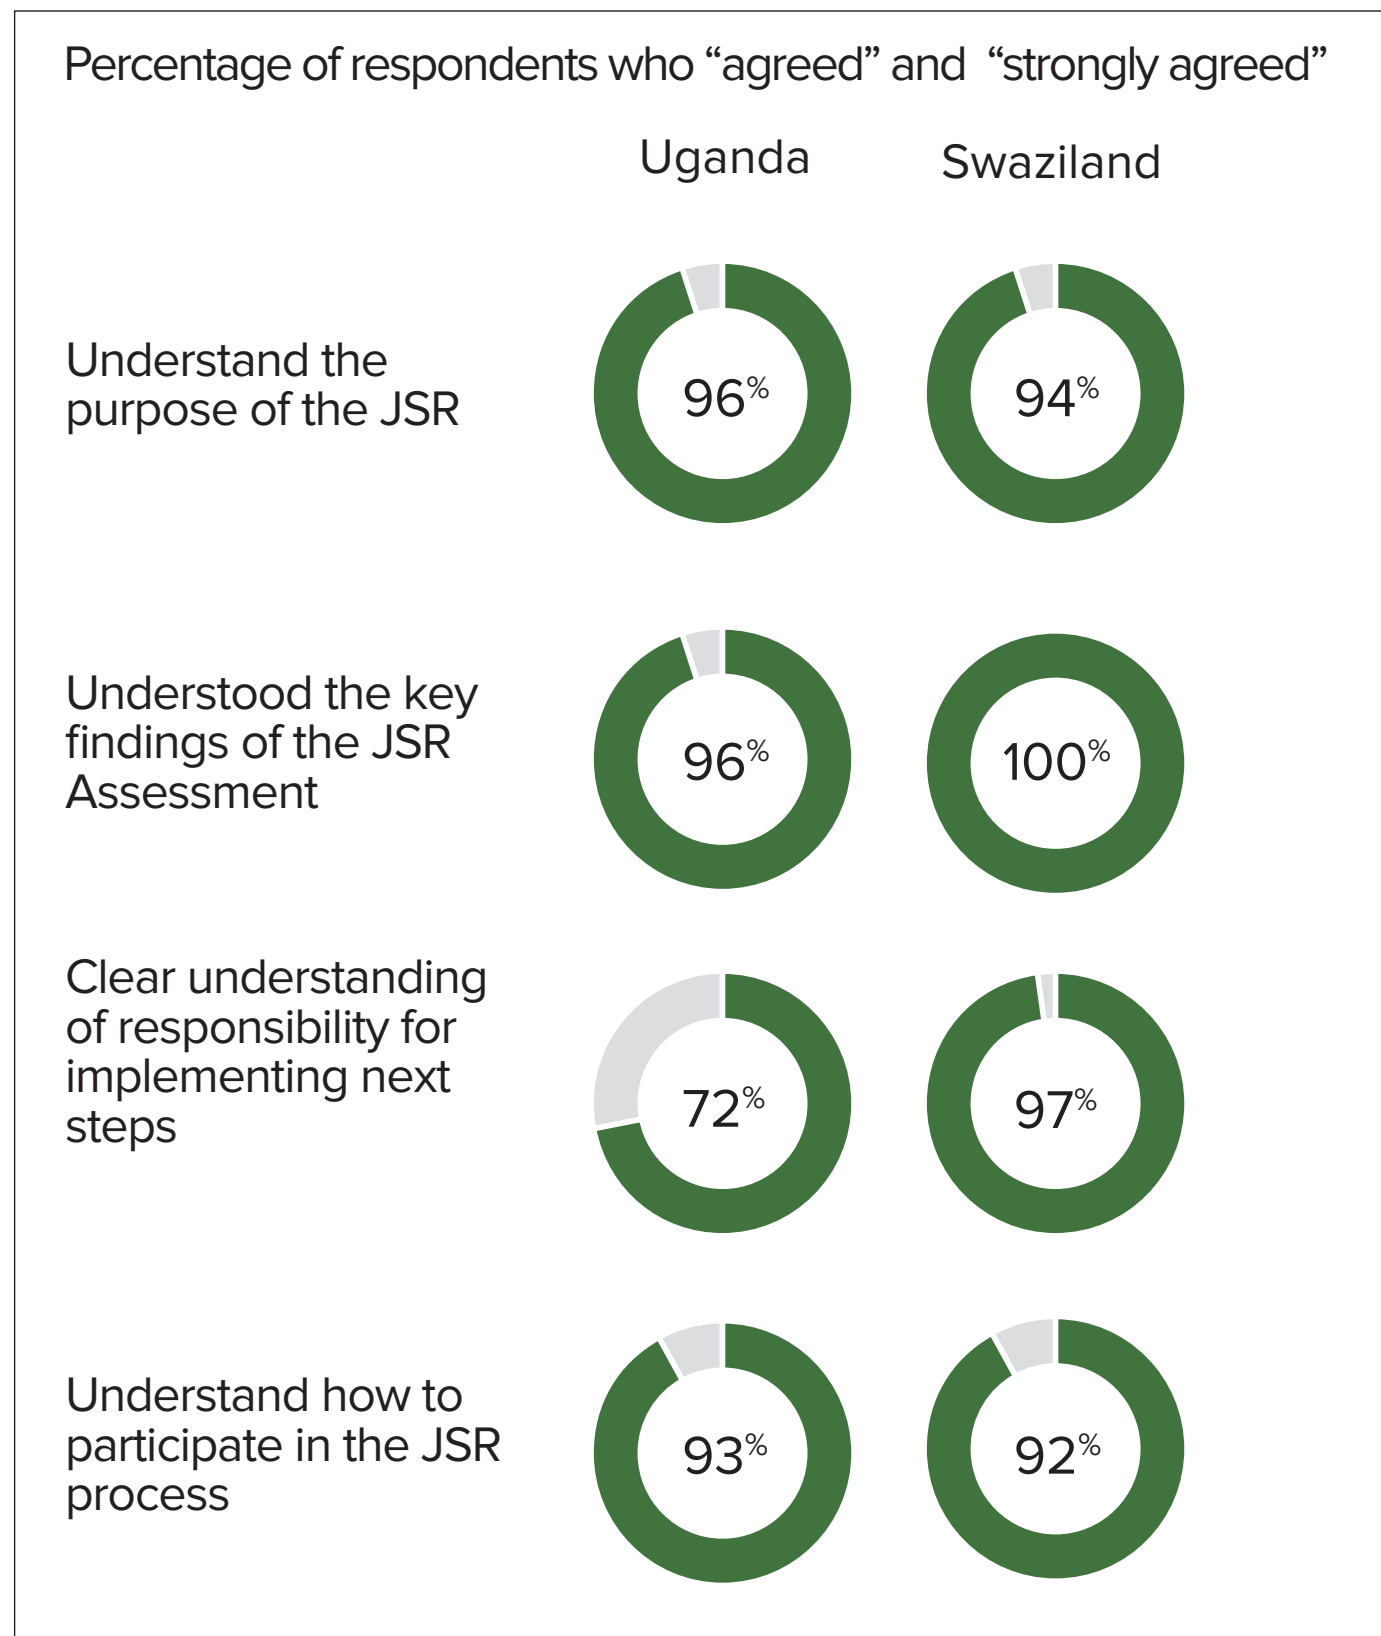 Percentage of respondents who “agreed” and “strongly agreed”
Uganda
Swaziland
Understand the
purpose of the JSR
96%
94%
Understood the key
findings of the JSR
Assessment
96%
100%
Clear understanding
of responsibility for
implementing next
steps
72%
97%
Understand how to
participate in the JSR
process
93%
92%